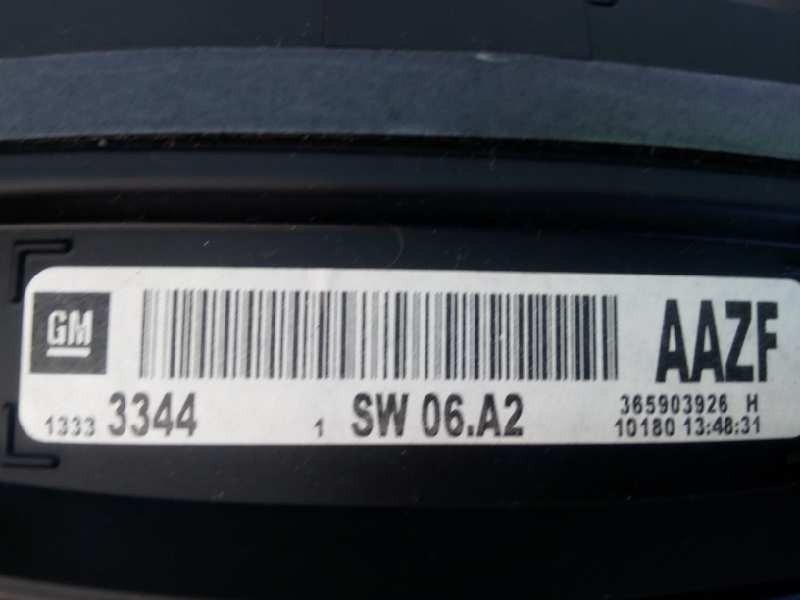 GM
AAZF
1333 3344 1 SW 06.A2
365903926 H
10180 13:48:31